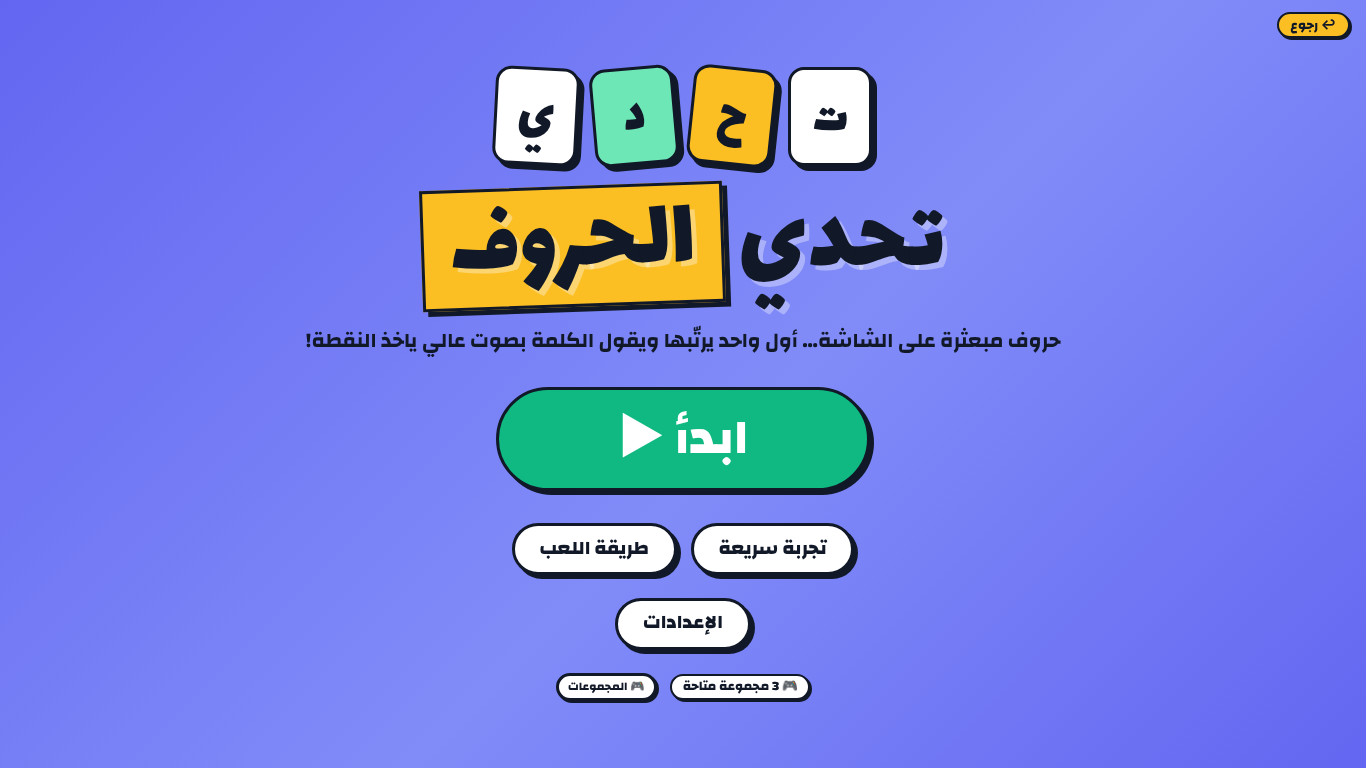 ↩ رجوع
ت ح د ي
تحدي الحروف
حروف مبعثرة على الشاشة... أول واحد يرتّبها ويقول الكلمة بصوت عالي ياخذ النقطة!
ابدأ ▶
تجربة سريعة
طريقة اللعب
الإعدادات
🎮 3 مجموعة متاحة
🎮 المجموعات